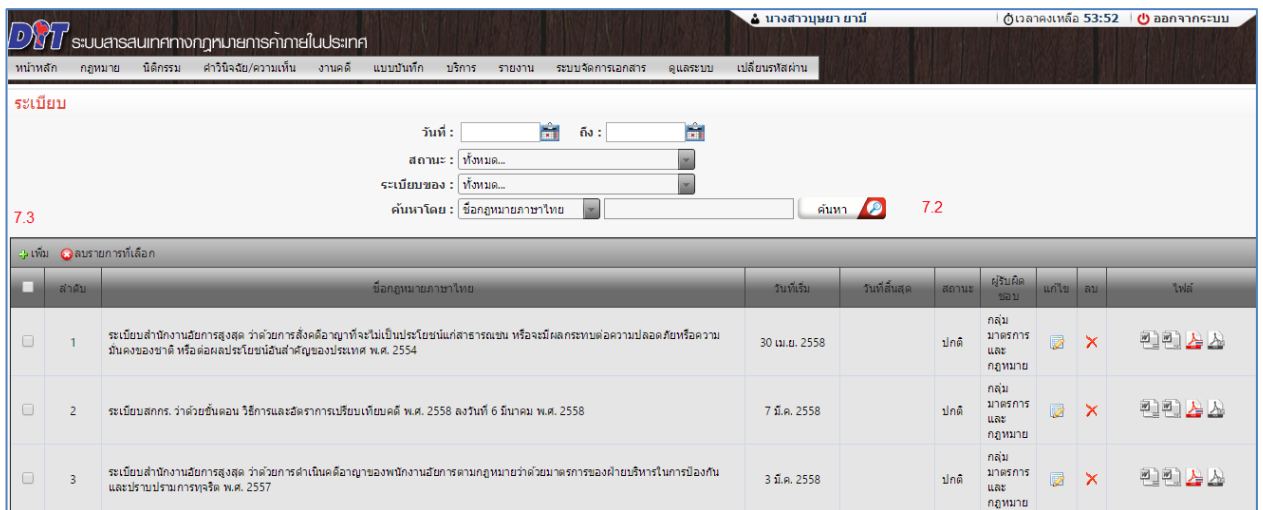 นางสาวบุษยา ยามี เวลาคงเหลือ 53:52 ออกจากระบบ
DIT ระบบสารสนเทศทางกฎหมายการค้าภายในประเทศ
หน้าหลัก กฎหมาย นิติกรรม คำวินิจฉัย/ความเห็น งานคดี แบบบันทึก บริการ รายงาน ระบบจัดการเอกสาร ดูแลระบบ เปลี่ยนรหัสผ่าน
ระเบียบ
วันที่ : ถึง :
สถานะ : ทั้งหมด...
ระเบียบของ : ทั้งหมด...
ค้นหาโดย : ชื่อกฎหมายภาษาไทย ค้นหา 7.2
7.3
เพิ่ม ลบรายการที่เลือก
ลำดับ ชื่อกฎหมายภาษาไทย วันที่เริ่ม วันที่สิ้นสุด สถานะ ผู้รับผิด แก้ไข ลบ ไฟล์
ชอบ
กลุ่ม
ระเบียบสำนักงานอัยการสูงสุด ว่าด้วยการสั่งคดีอาญาที่จะไม่เป็นประโยชน์แก่สาธารณชน หรือจะมีผลกระทบต่อความปลอดภัยหรือความ มาตรการ
1 30 เม.ย. 2558 ปกติ
มั่นคงของชาติ หรือต่อผลประโยชน์อันสำคัญของประเทศ พ.ศ. 2554 และ
กฎหมาย
กลุ่ม
มาตรการ
2 ระเบียบสกกร. ว่าด้วยขั้นตอน วิธีการและอัตราการเปรียบเทียบคดี พ.ศ. 2558 ลงวันที่ 6 มีนาคม พ.ศ. 2558 7 มี.ค. 2558 ปกติ
และ
กฎหมาย
กลุ่ม
ระเบียบสำนักงานอัยการสูงสุด ว่าด้วยการดำเนินคดีอาญาของพนักงานอัยการตามกฎหมายว่าด้วยมาตรการของฝ่ายบริหารในการป้องกัน มาตรการ
3 3 มี.ค. 2558 ปกติ
และปราบปรามการทุจริต พ.ศ. 2557 และ
กฎหมาย